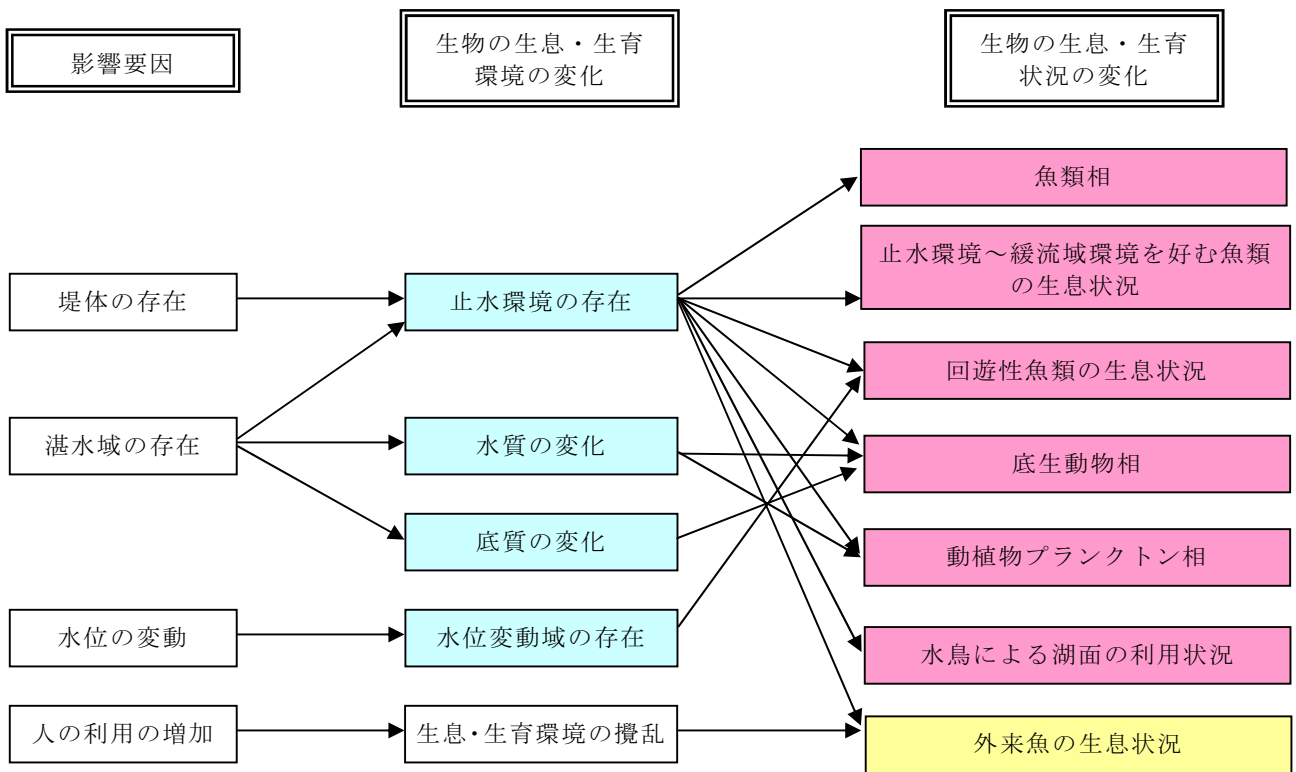 影響要因
生物の生息・生育
環境の変化
生物の生息・生育
状況の変化
魚類相
止水環境～緩流域環境を好む魚類
の生息状況
堤体の存在
止水環境の存在
回遊性魚類の生息状況
湛水域の存在
水質の変化
底生動物相
底質の変化
動植物プランクトン相
水位の変動
水位変動域の存在
水鳥による湖面の利用状況
人の利用の増加
生息・生育環境の攪乱
外来魚の生息状況